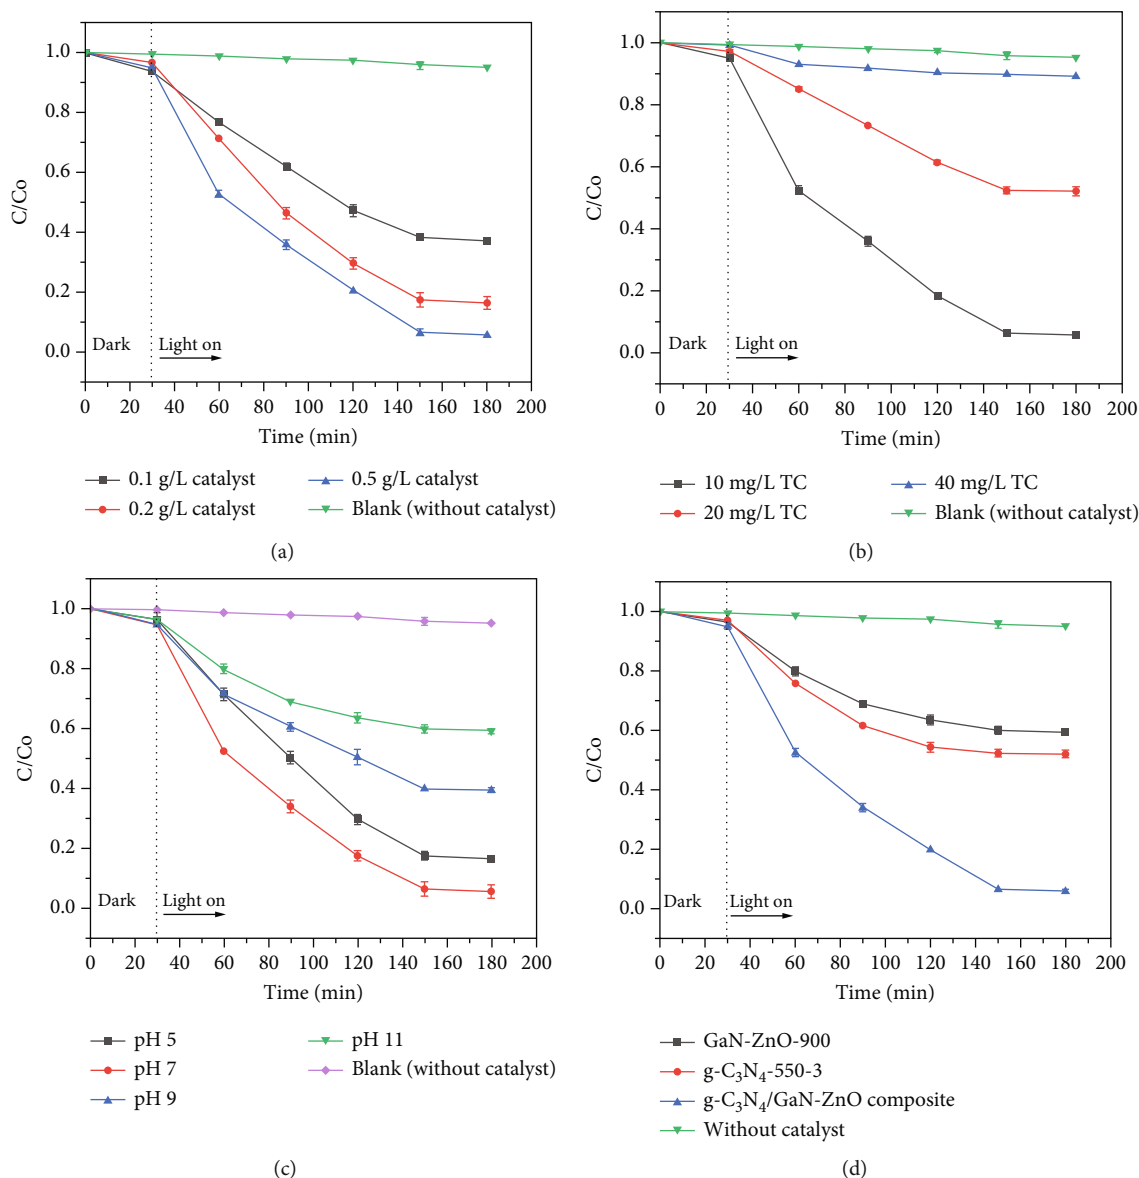 1.0
0.8
0.6
0.4
0.2
0.0
C/Co
Dark
Light on
0 20 40 60 80 100 120 140 160 180 200
Time (min)
0.1 g/L catalyst
0.2 g/L catalyst
0.5 g/L catalyst
Blank (without catalyst)
(a)
1.0
0.8
0.6
0.4
0.2
0.0
C/Co
Dark
Light on
0 20 40 60 80 100 120 140 160 180 200
Time (min)
10 mg/L TC
20 mg/L TC
40 mg/L TC
Blank (without catalyst)
(b)
1.0
0.8
0.6
0.4
0.2
0.0
C/Co
Dark
Light on
0 20 40 60 80 100 120 140 160 180 200
Time (min)
pH 5
pH 7
pH 9
pH 11
Blank (without catalyst)
(c)
1.0
0.8
0.6
0.4
0.2
0.0
C/Co
Dark
Light on
0 20 40 60 80 100 120 140 160 180 200
Time (min)
GaN-ZnO-900
g-C₃N₄-550-3
g-C₃N₄/GaN-ZnO composite
Without catalyst
(d)